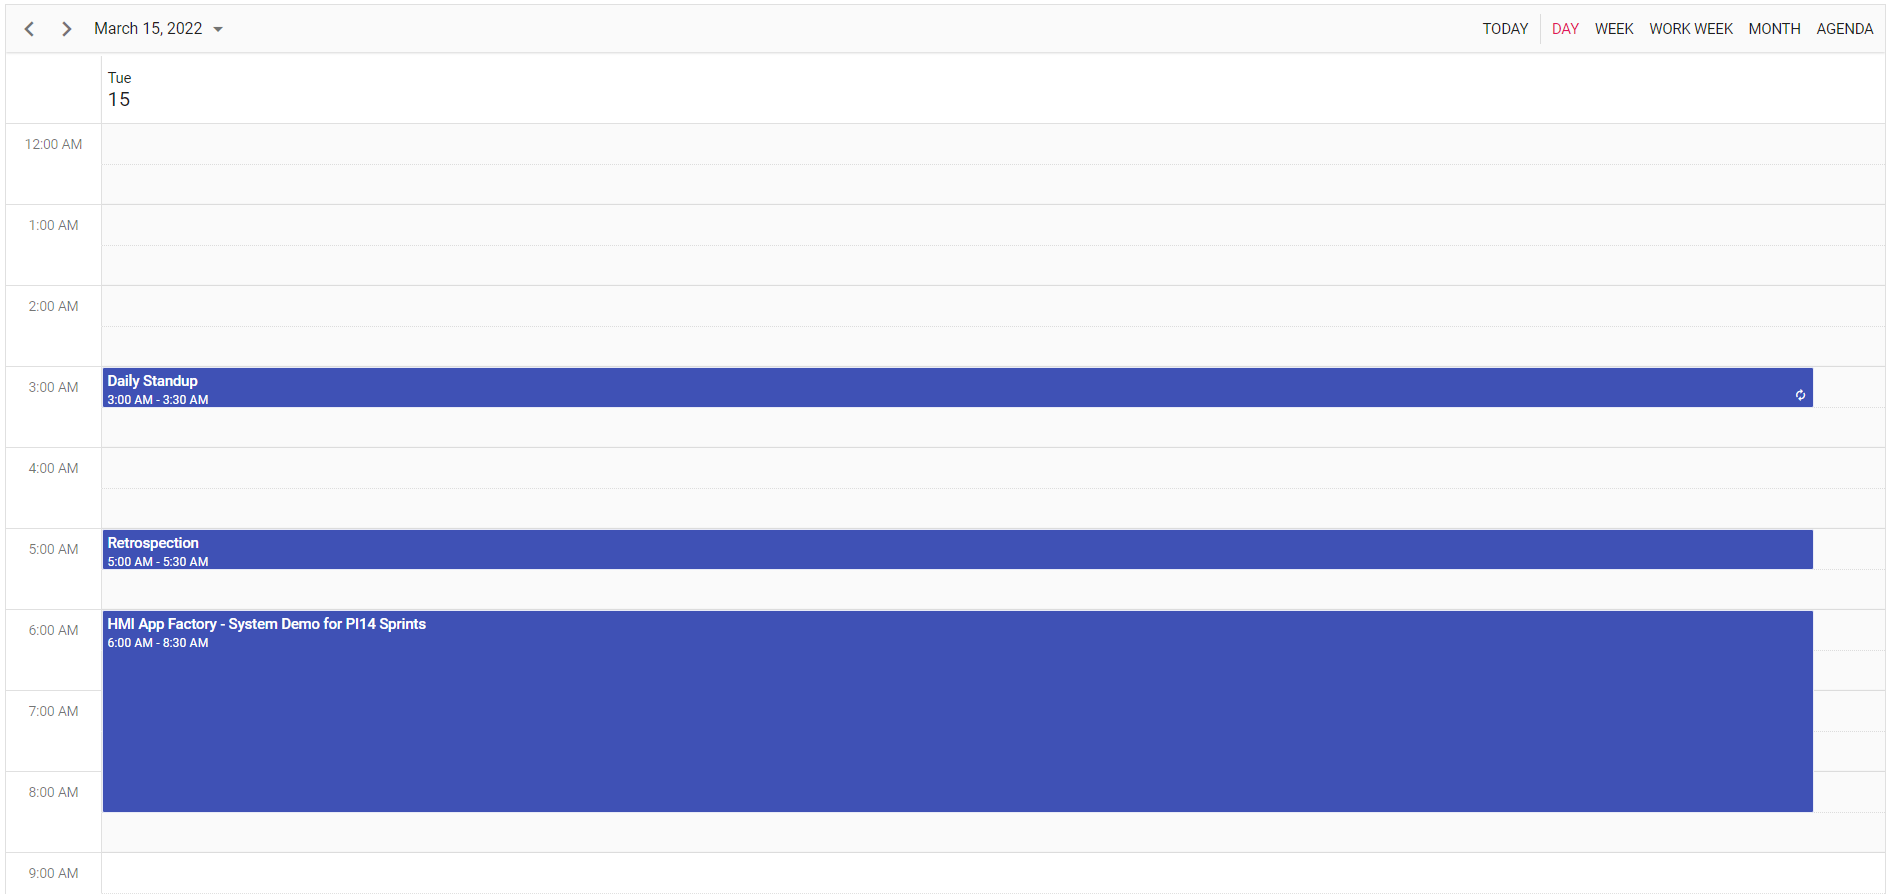 March 15, 2022
TODAY DAY WEEK WORK WEEK MONTH AGENDA
Tue
15
12:00 AM
1:00 AM
2:00 AM
3:00 AM
Daily Standup
3:00 AM - 3:30 AM
4:00 AM
5:00 AM
Retrospection
5:00 AM - 5:30 AM
6:00 AM
HMI App Factory - System Demo for PI14 Sprints
6:00 AM - 8:30 AM
7:00 AM
8:00 AM
9:00 AM